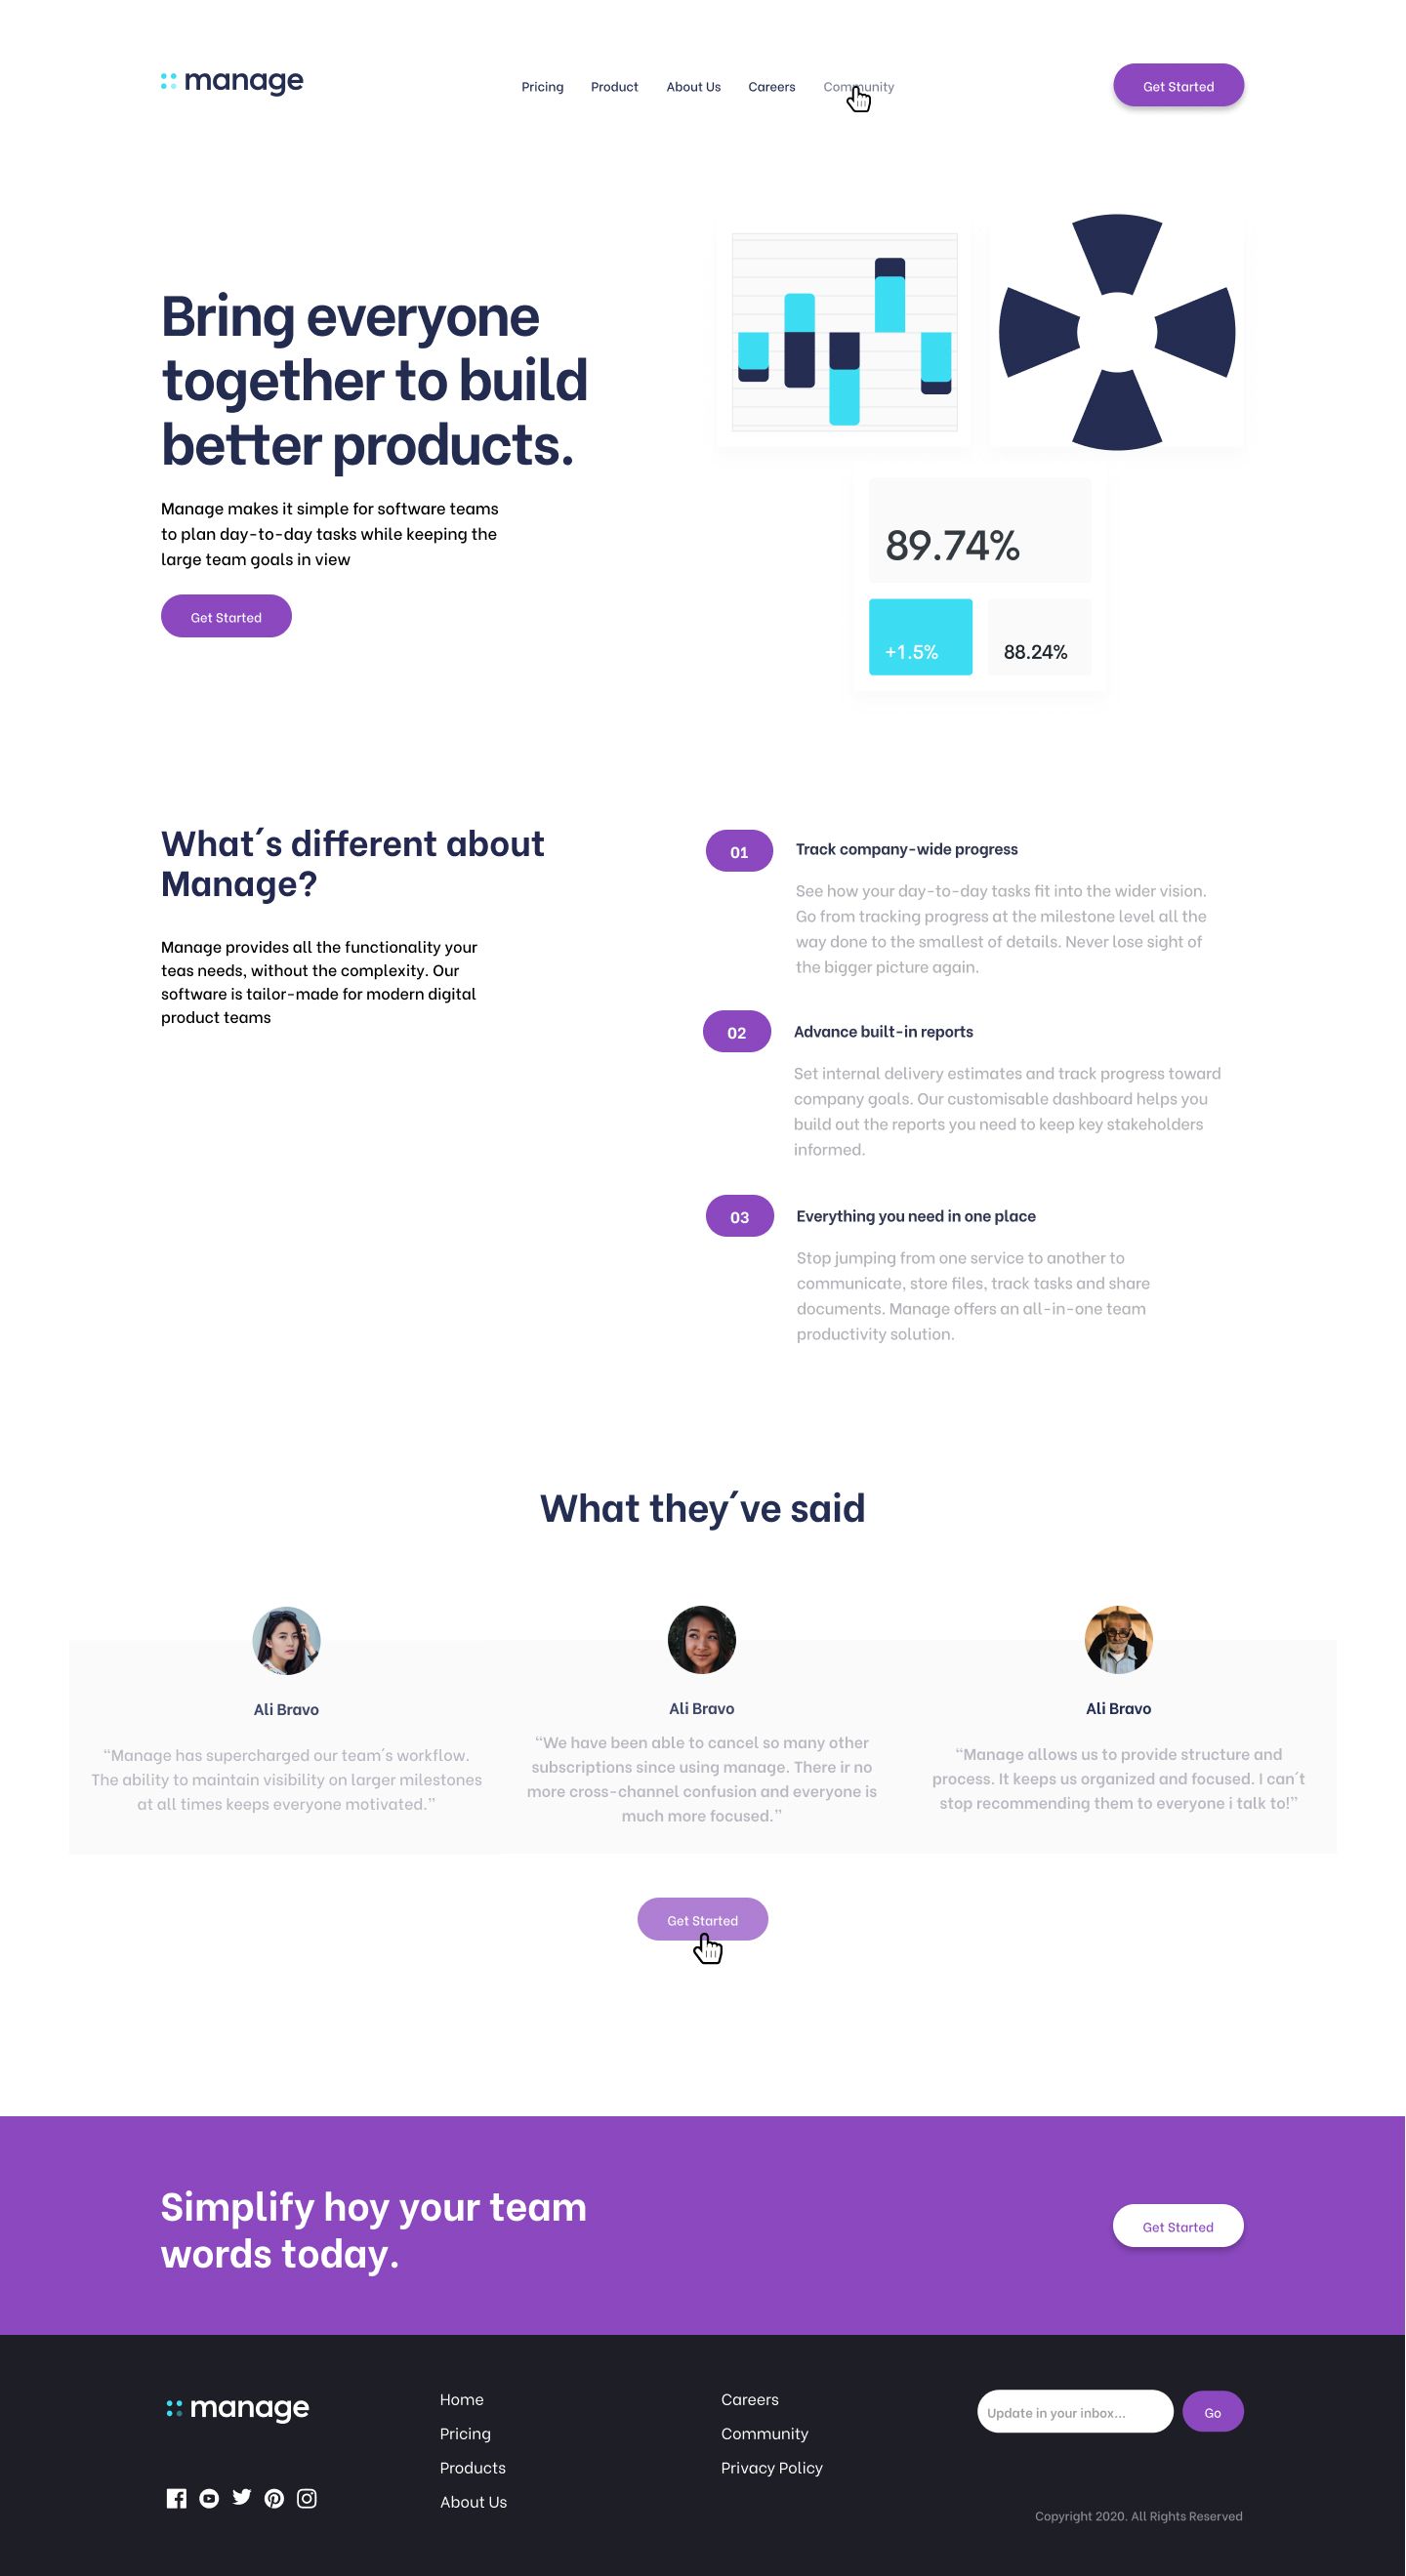 manage
Pricing Product About Us Careers Community
Get Started
Bring everyone
together to build
better products.
Manage makes it simple for software teams
to plan day-to-day tasks while keeping the
large team goals in view
Get Started
89.74%
+1.5%
88.24%
What´s different about
Manage?
Manage provides all the functionality your
teas needs, without the complexity. Our
software is tailor-made for modern digital
product teams
01
Track company-wide progress
See how your day-to-day tasks fit into the wider vision.
Go from tracking progress at the milestone level all the
way done to the smallest of details. Never lose sight of
the bigger picture again.
02
Advance built-in reports
Set internal delivery estimates and track progress toward
company goals. Our customisable dashboard helps you
build out the reports you need to keep key stakeholders
informed.
03
Everything you need in one place
Stop jumping from one service to another to
communicate, store files, track tasks and share
documents. Manage offers an all-in-one team
productivity solution.
What they´ve said
Ali Bravo
“Manage has supercharged our team´s workflow.
The ability to maintain visibility on larger milestones
at all times keeps everyone motivated.”
Ali Bravo
“We have been able to cancel so many other
subscriptions since using manage. There ir no
more cross-channel confusion and everyone is
much more focused.”
Ali Bravo
“Manage allows us to provide structure and
process. It keeps us organized and focused. I can´t
stop recommending them to everyone i talk to!”
Get Started
Simplify hoy your team
words today.
Get Started
manage
Home
Pricing
Products
About Us
Careers
Community
Privacy Policy
Update in your inbox...
Go
Copyright 2020. All Rights Reserved